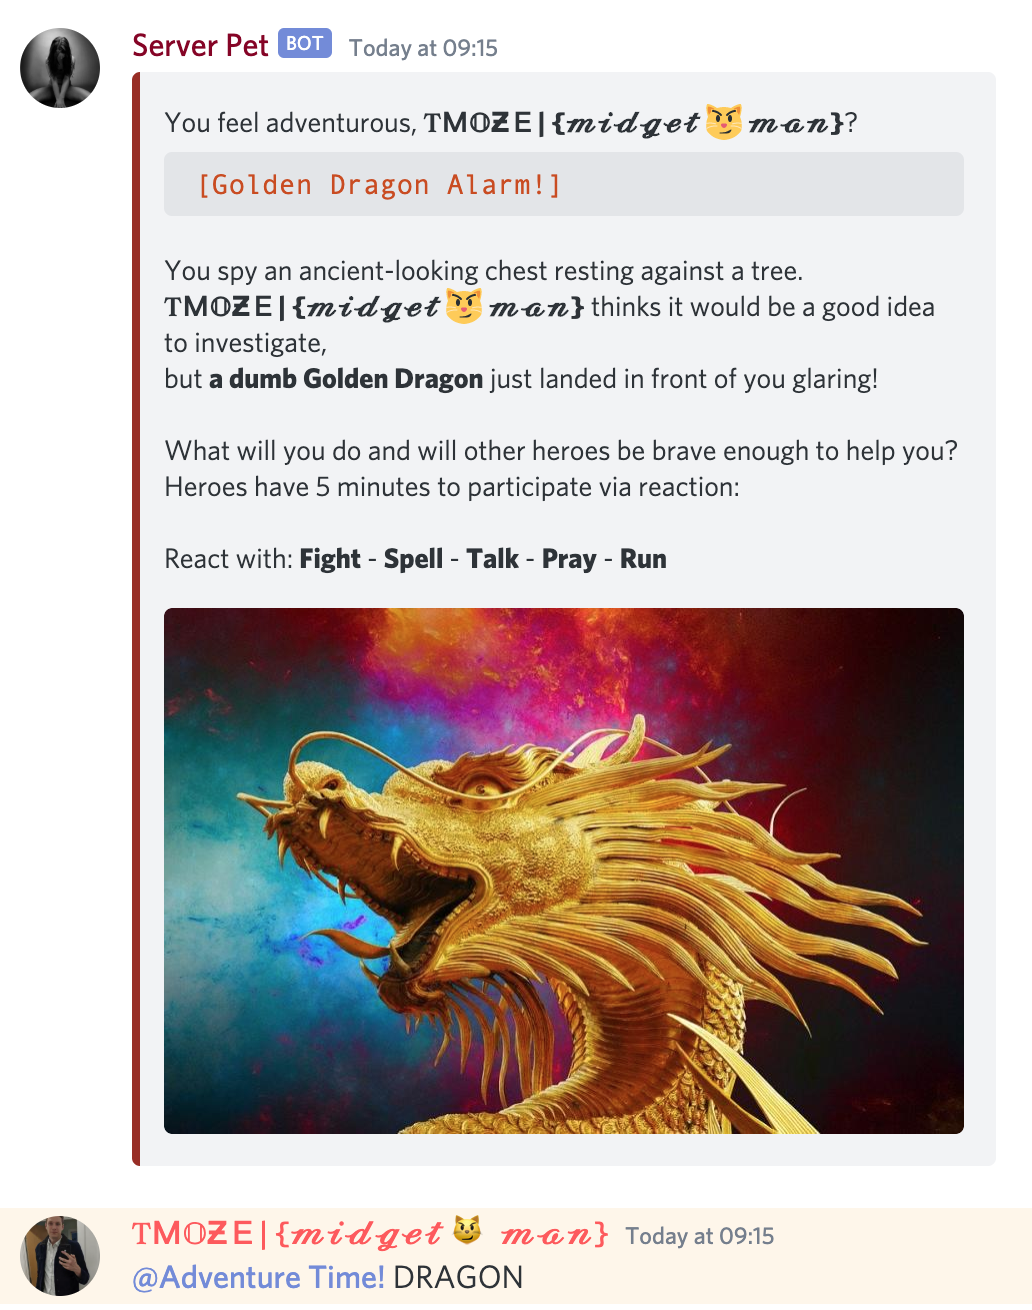 Server Pet BOT Today at 09:15
You feel adventurous, TM𝕆ƵE|{𝓶𝓲𝓭𝓰𝓮𝓽😼𝓶𝓪𝓷}?
[Golden Dragon Alarm!]
You spy an ancient-looking chest resting against a tree.
TM𝕆ƵE|{𝓶𝓲𝓭𝓰𝓮𝓽😼𝓶𝓪𝓷} thinks it would be a good idea
to investigate,
but a dumb Golden Dragon just landed in front of you glaring!
What will you do and will other heroes be brave enough to help you?
Heroes have 5 minutes to participate via reaction:
React with: Fight - Spell - Talk - Pray - Run
TM𝕆ƵE|{𝓶𝓲𝓭𝓰𝓮𝓽😼 𝓶𝓪𝓷} Today at 09:15
@Adventure Time! DRAGON